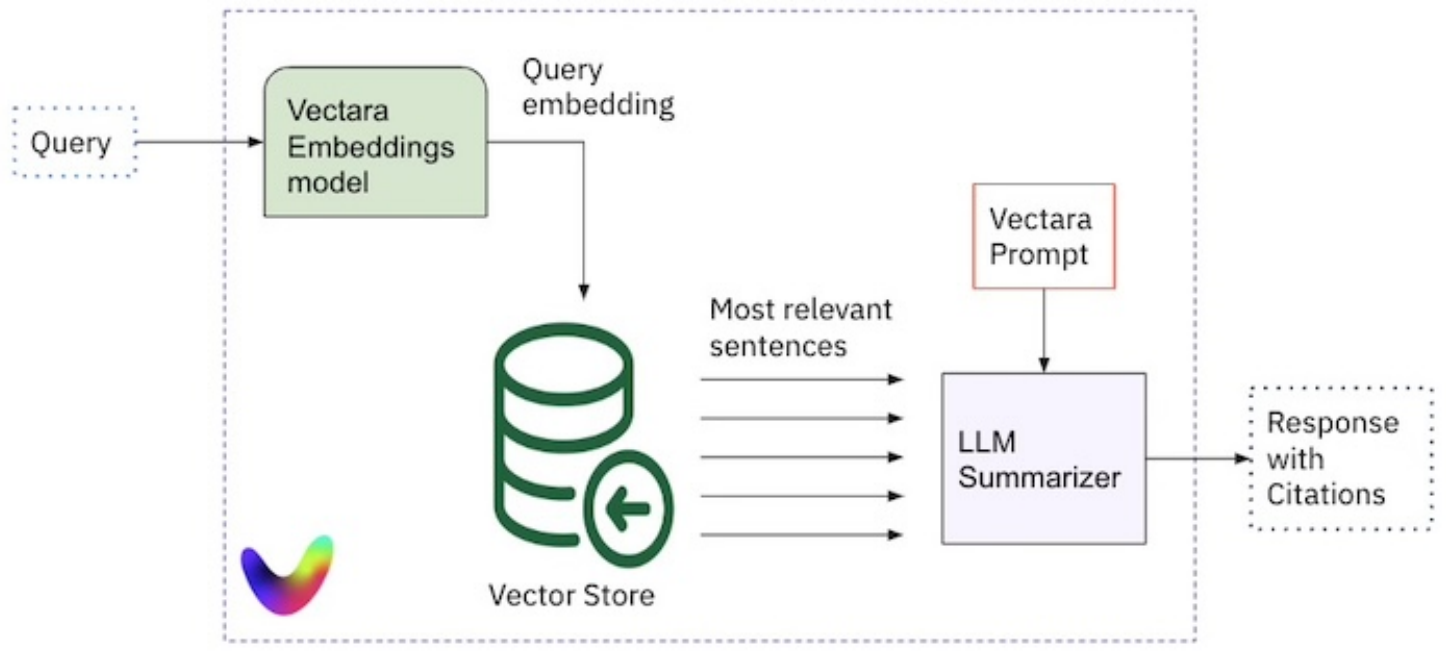 Query
Vectara
Embeddings
model
Query
embedding
Vector Store
Most relevant
sentences
Vectara
Prompt
LLM
Summarizer
Response
with
Citations